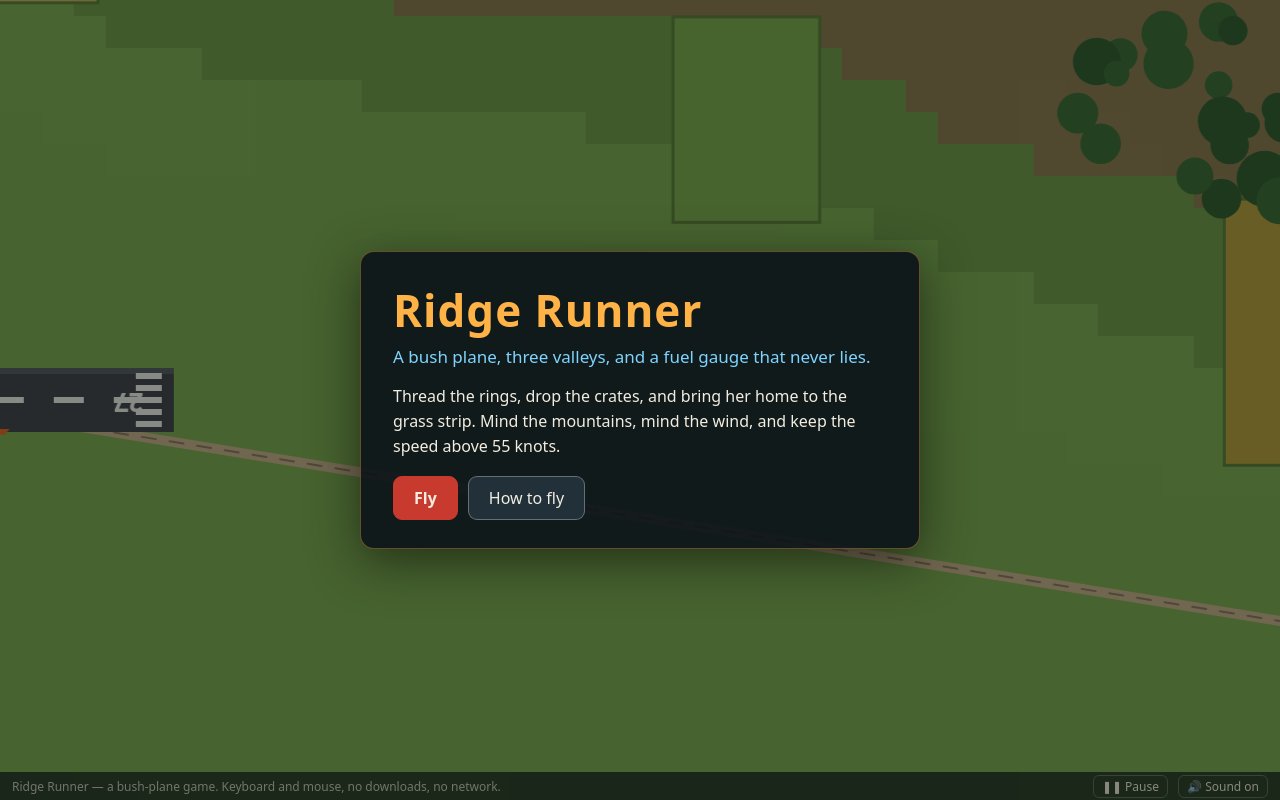 Ridge Runner
A bush plane, three valleys, and a fuel gauge that never lies.
Thread the rings, drop the crates, and bring her home to the
grass strip. Mind the mountains, mind the wind, and keep the
speed above 55 knots.
27
Fly
How to fly
Ridge Runner — a bush-plane game. Keyboard and mouse, no downloads, no network.
❚❚ Pause
🔊 Sound on